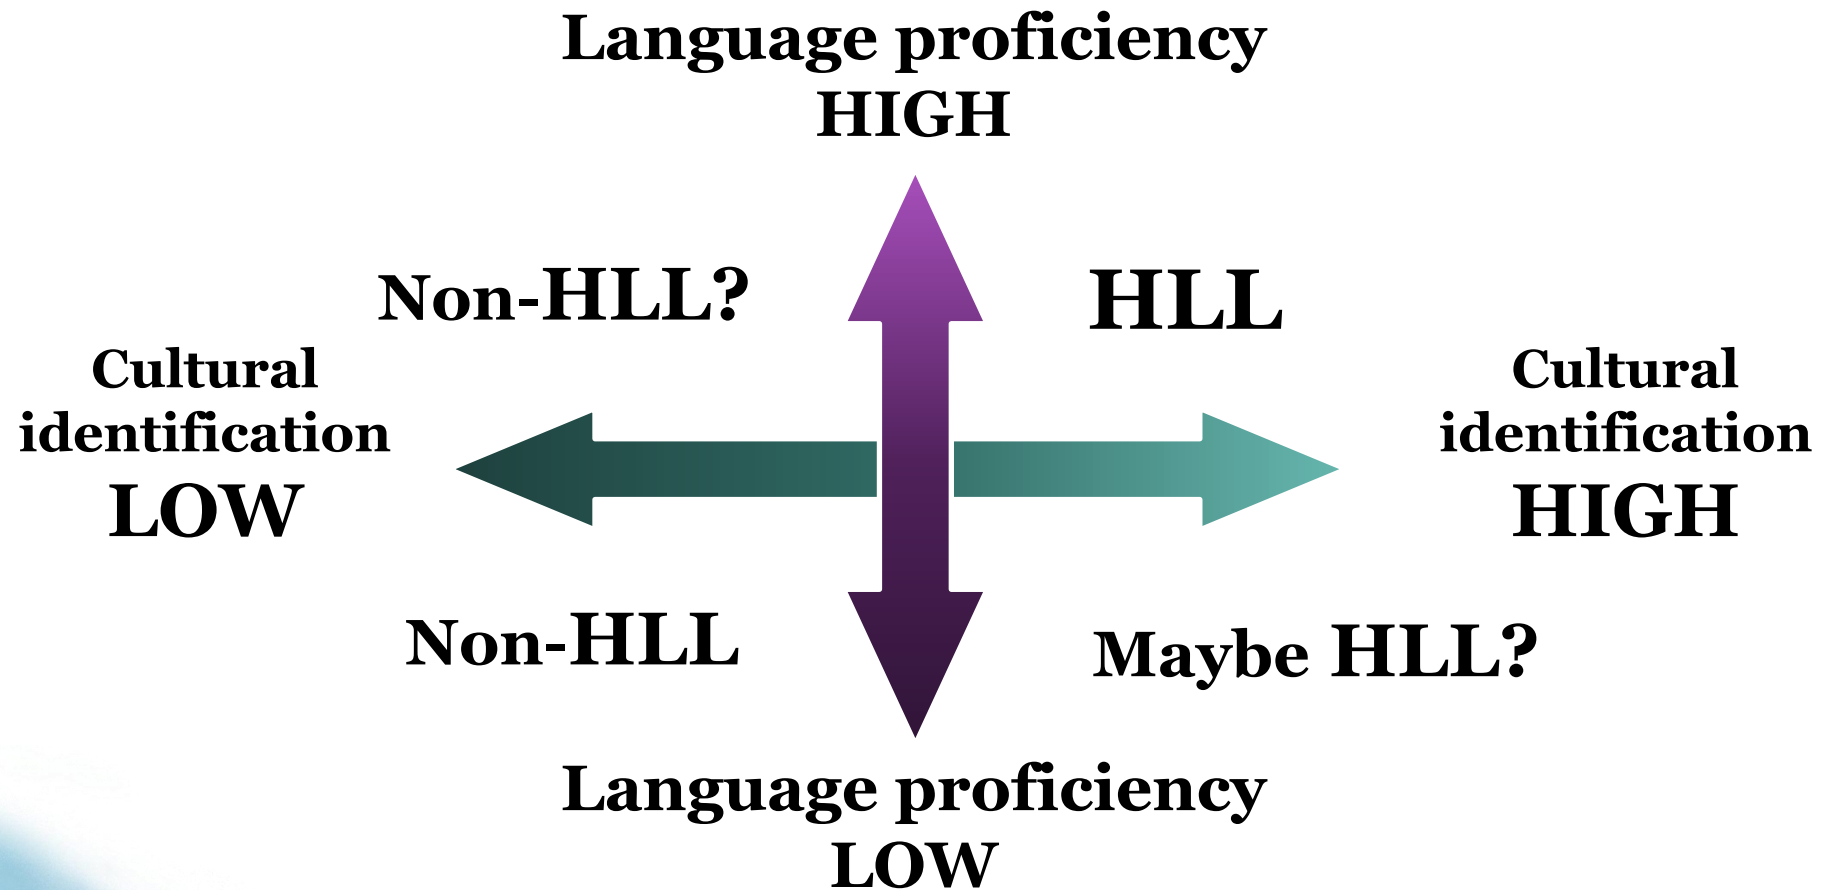 Language proficiency
HIGH
Non-HLL?
HLL
Cultural
identification
LOW
Cultural
identification
HIGH
Non-HLL
Maybe HLL?
Language proficiency
LOW